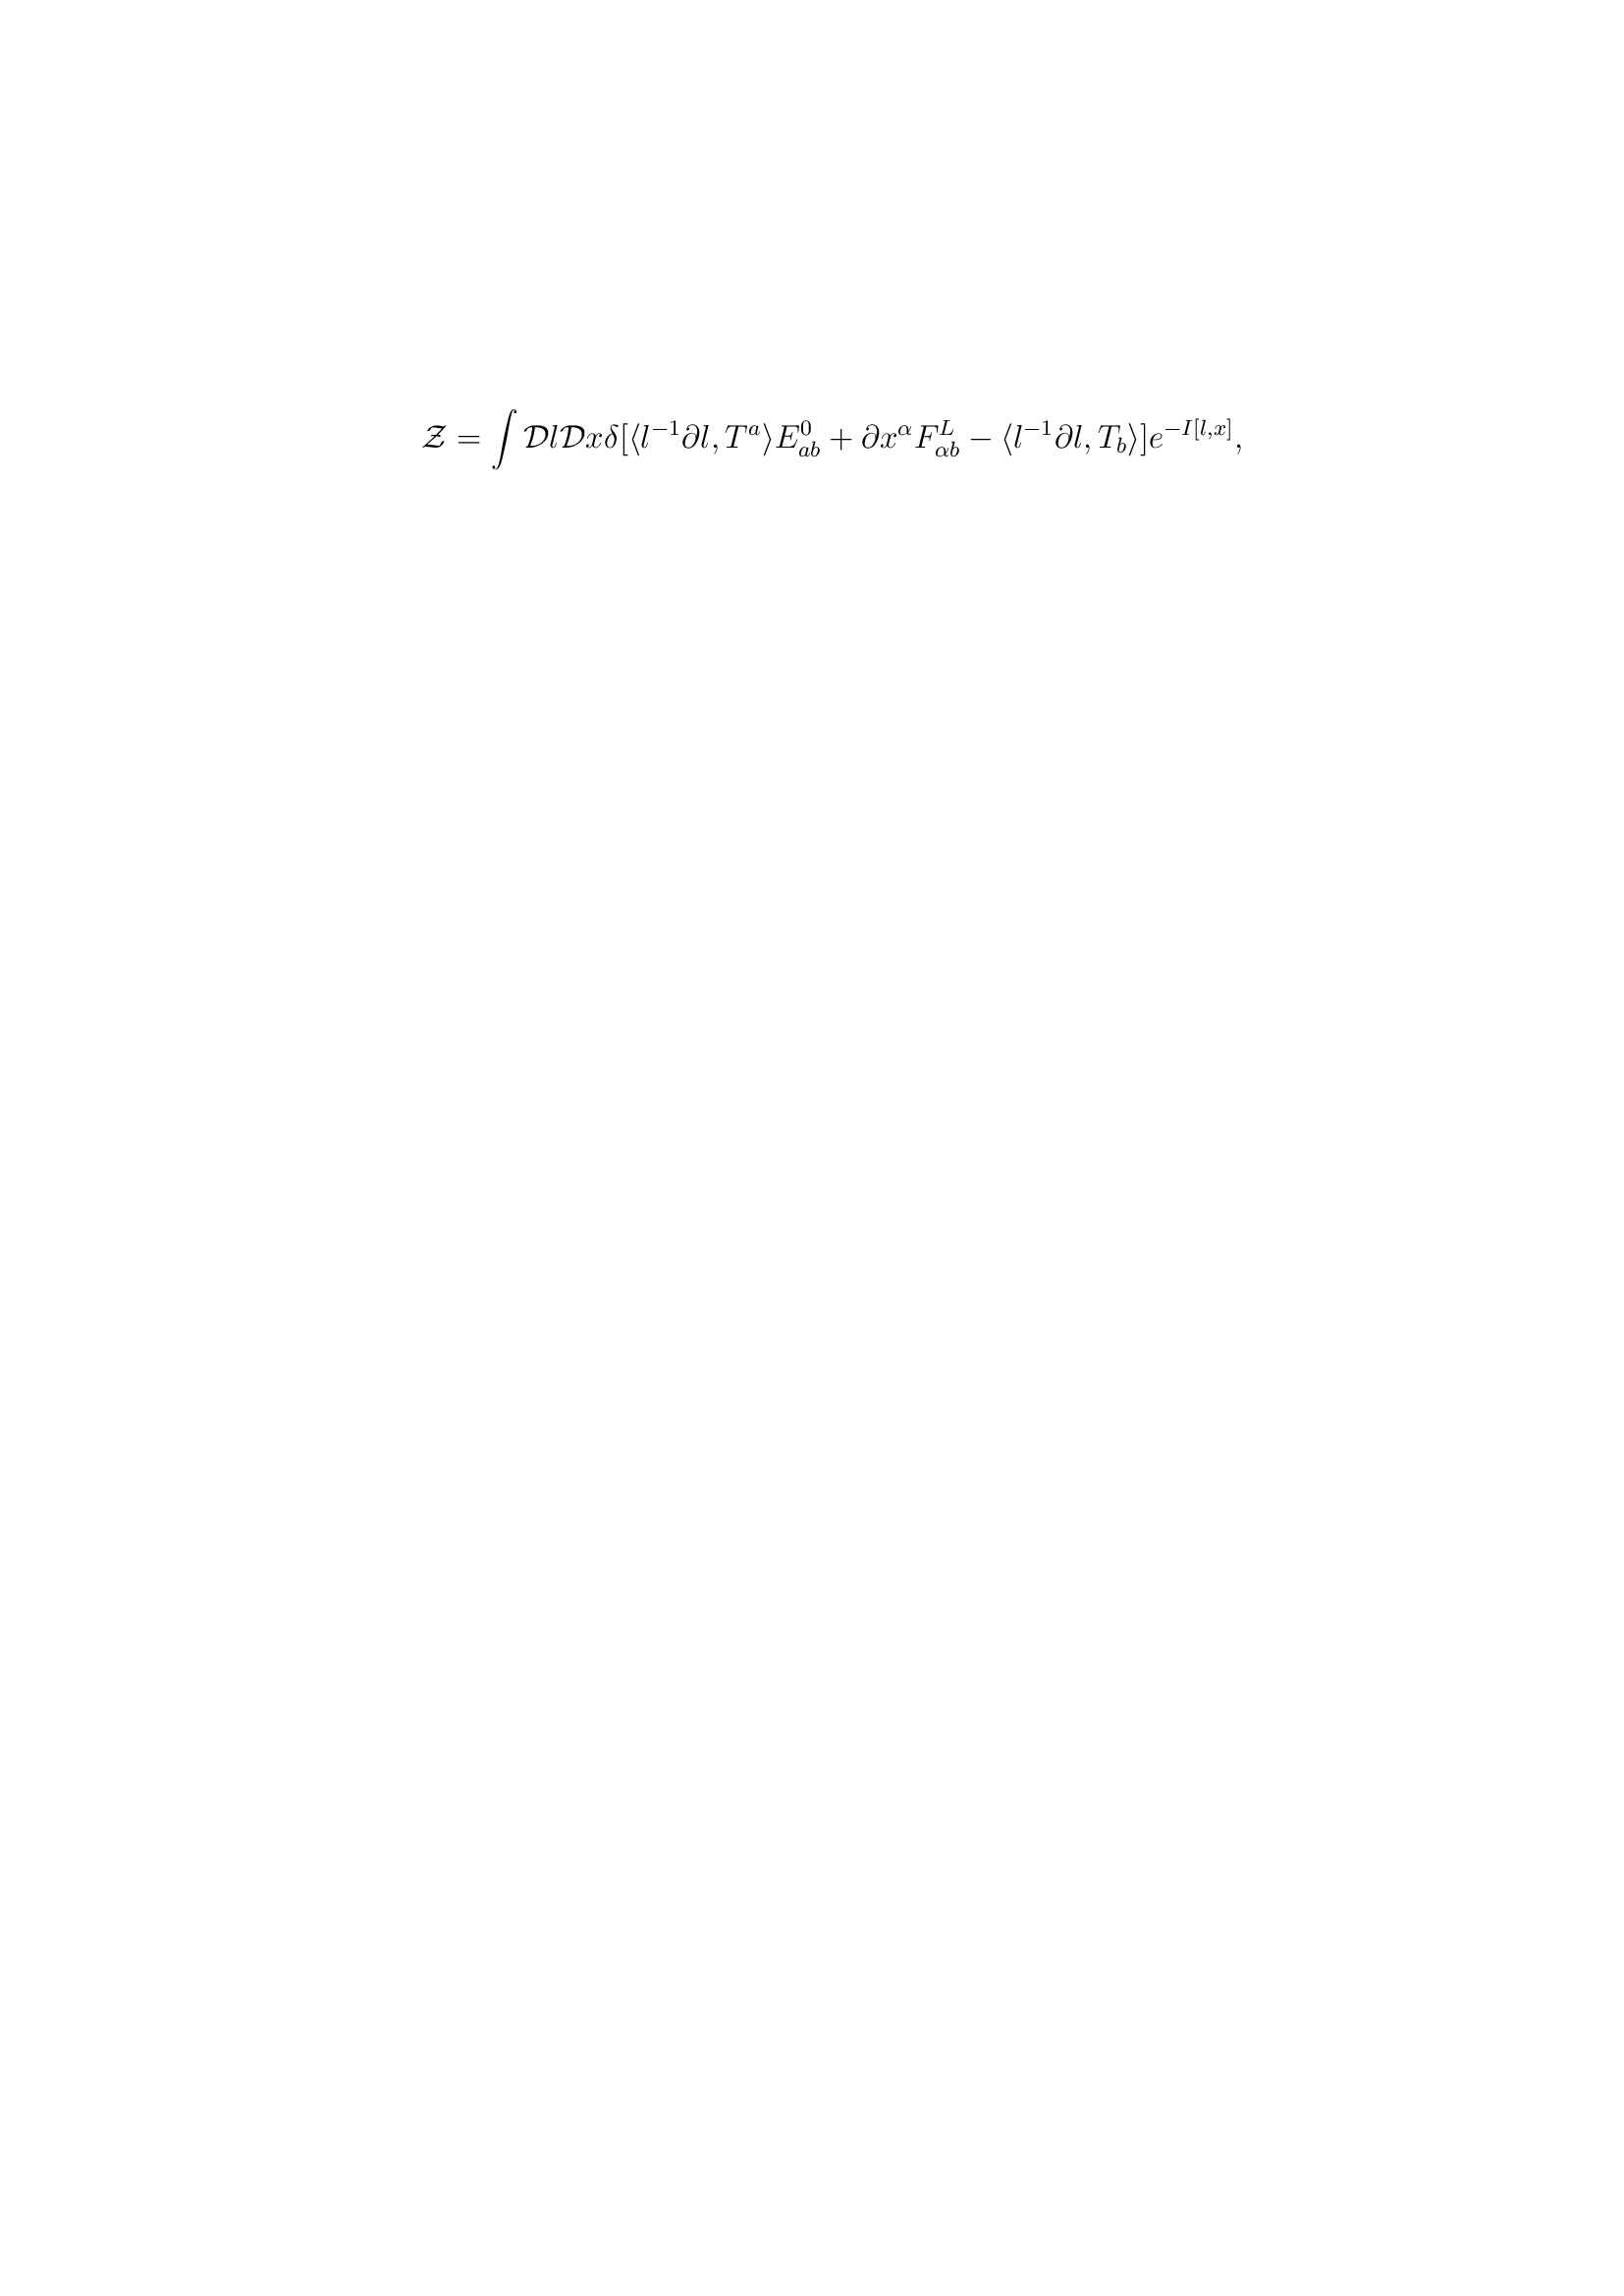 $\mathcal{Z} = \int \mathcal{D}l \mathcal{D}x \delta[\langle l^{-1}\partial l, T^a \rangle E^0_{ab} + \partial x^\alpha F^L_{\alpha b} - \langle l^{-1}\partial l, T_b \rangle] e^{-I[l,x]},$